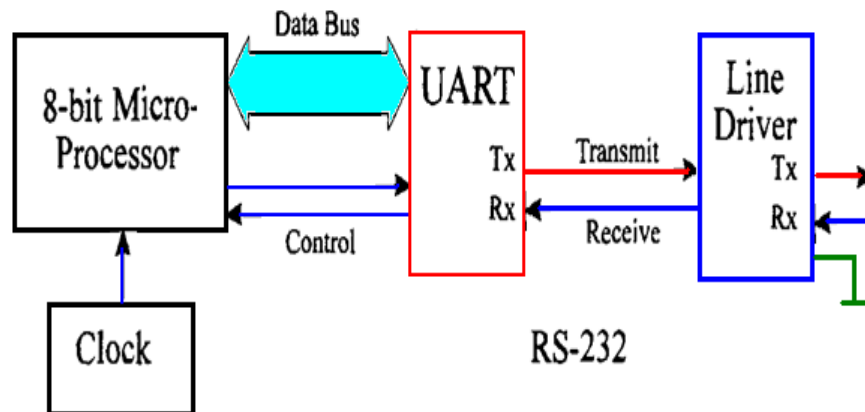 Data Bus
8-bit Micro-
Processor
UART
Line
Driver
Tx
Transmit
Tx
Rx
Receive
Rx
Control
Clock
RS-232